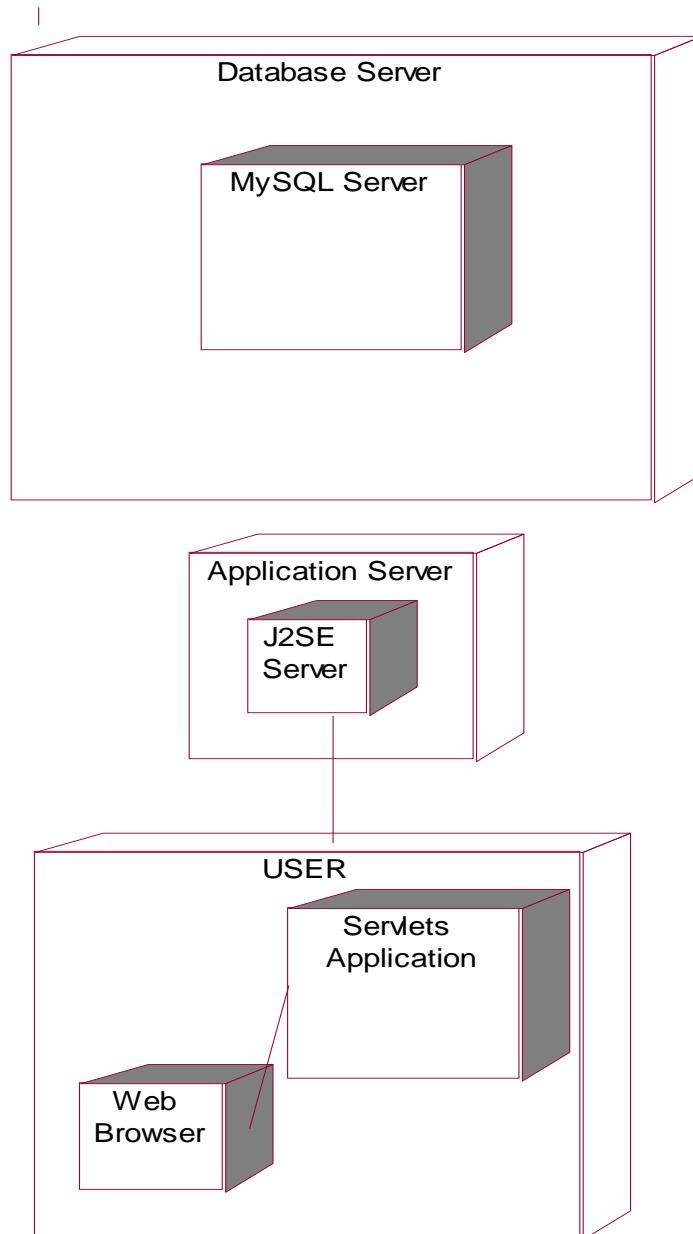 Database Server
MySQL Server
Application Server
J2SE
Server
USER
Servlets
Application
Web
Browser